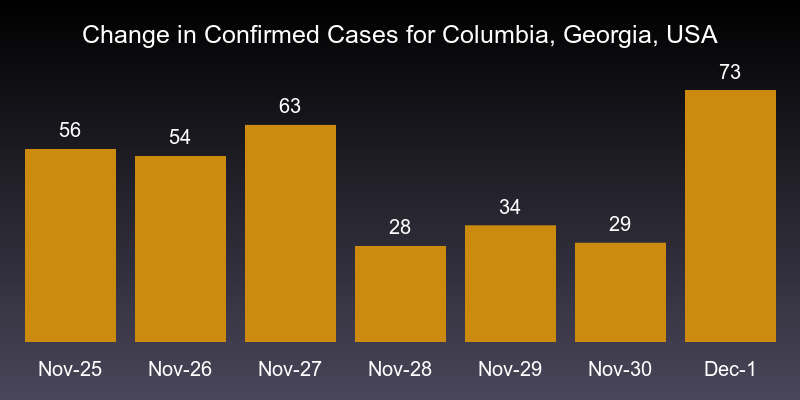 Change in Confirmed Cases for Columbia, Georgia, USA
56 54 63 28 34 29 73
Nov-25 Nov-26 Nov-27 Nov-28 Nov-29 Nov-30 Dec-1